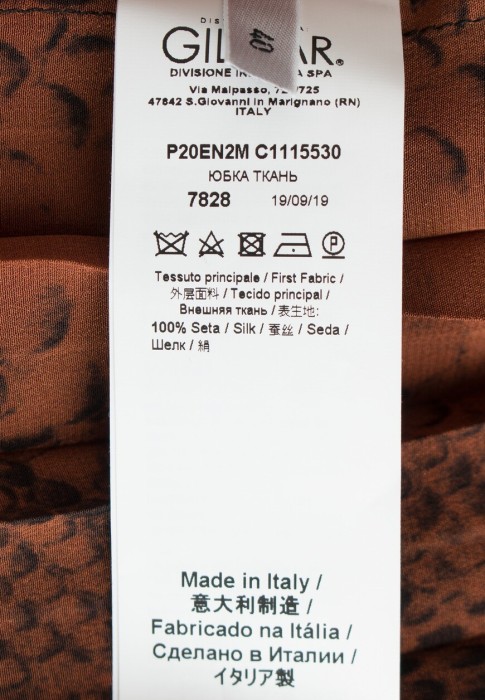 40
DIVISIONE SPA
Via Malpasso, 725
47842 S.Giovanni in Marignano (RN)
ITALY
P20EN2M C1115530
ЮБКА ТКАНЬ
7828 19/09/19
Tessuto principale / First Fabric /
外层面料 / Tecido principal /
Внешняя ткань / 表生地:
100% Seta / Silk / 蚕丝 / Seda /
Шелк / 絹
Made in Italy /
意大利制造 /
Fabricado na Itália /
Сделано в Италии /
イタリア製